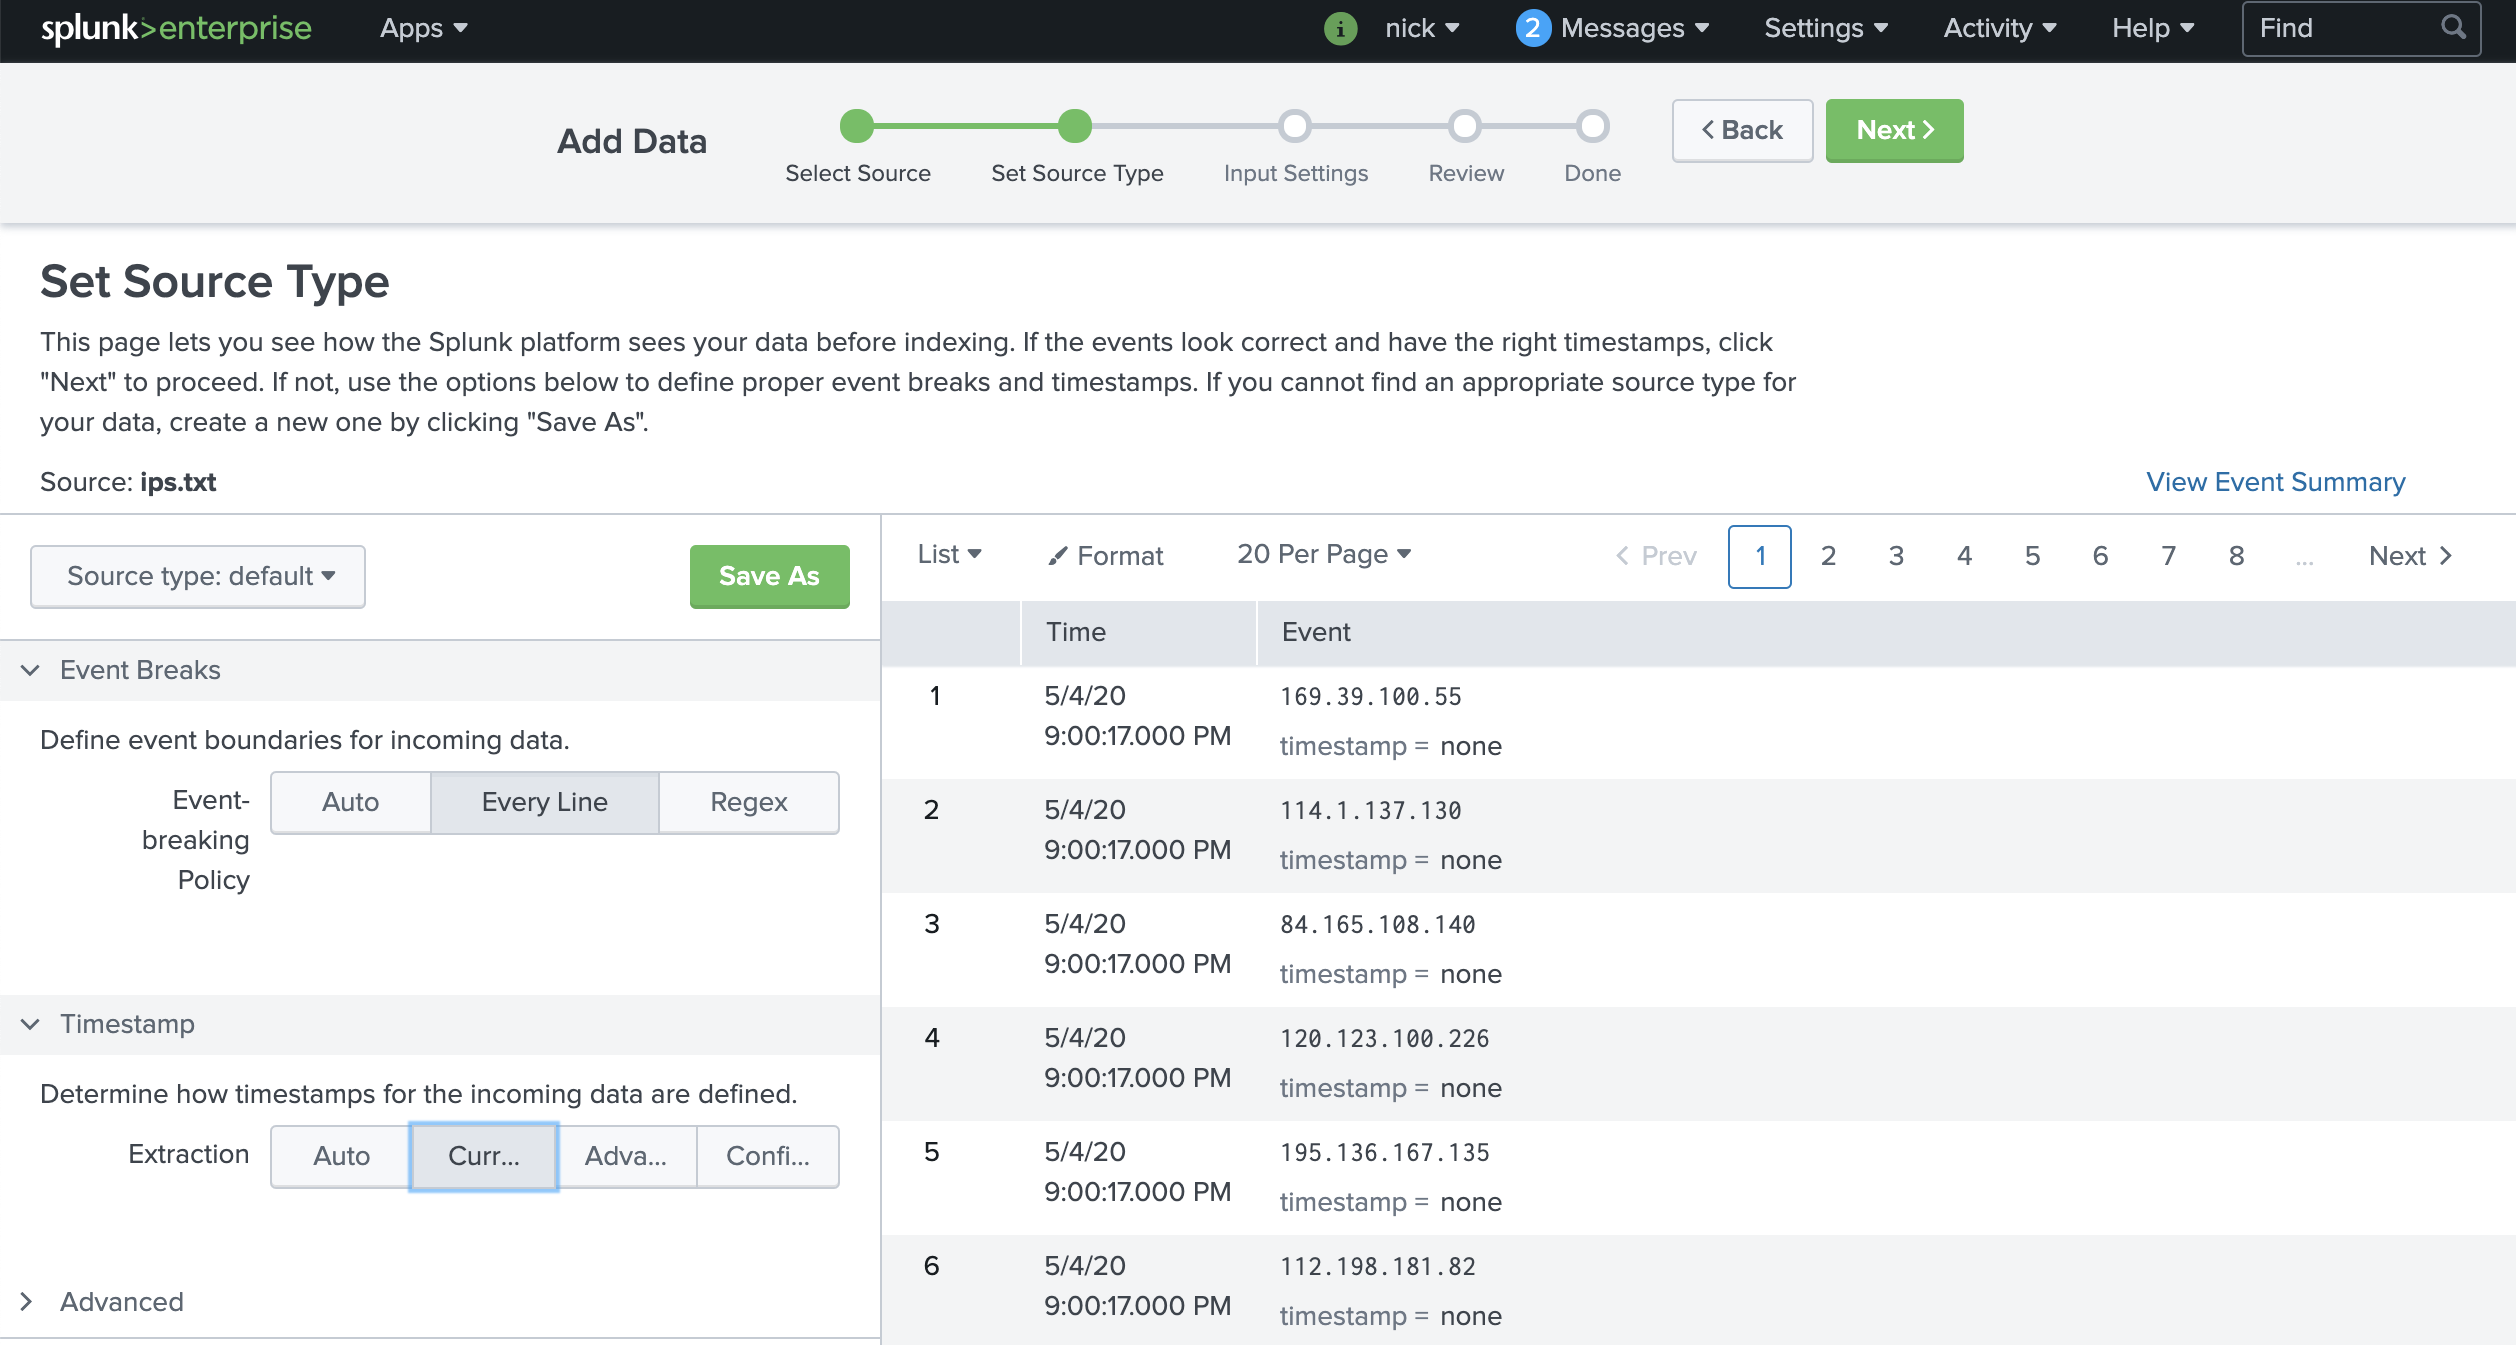 splunk>enterprise Apps i nick 2 Messages Settings Activity Help Find
Add Data
Select Source Set Source Type Input Settings Review Done
Back Next
Set Source Type
This page lets you see how the Splunk platform sees your data before indexing. If the events look correct and have the right timestamps, click
"Next" to proceed. If not, use the options below to define proper event breaks and timestamps. If you cannot find an appropriate source type for
your data, create a new one by clicking "Save As".
Source: ips.txt
View Event Summary
Source type: default
Save As
Event Breaks
Define event boundaries for incoming data.
Event-
breaking
Policy
Auto Every Line Regex
Timestamp
Determine how timestamps for the incoming data are defined.
Extraction Auto Curr... Adva... Confi...
Advanced
List Format 20 Per Page Prev 1 2 3 4 5 6 7 8 ... Next
Time Event
1 5/4/20 169.39.100.55
9:00:17.000 PM timestamp = none
2 5/4/20 114.1.137.130
9:00:17.000 PM timestamp = none
3 5/4/20 84.165.108.140
9:00:17.000 PM timestamp = none
4 5/4/20 120.123.100.226
9:00:17.000 PM timestamp = none
5 5/4/20 195.136.167.135
9:00:17.000 PM timestamp = none
6 5/4/20 112.198.181.82
9:00:17.000 PM timestamp = none